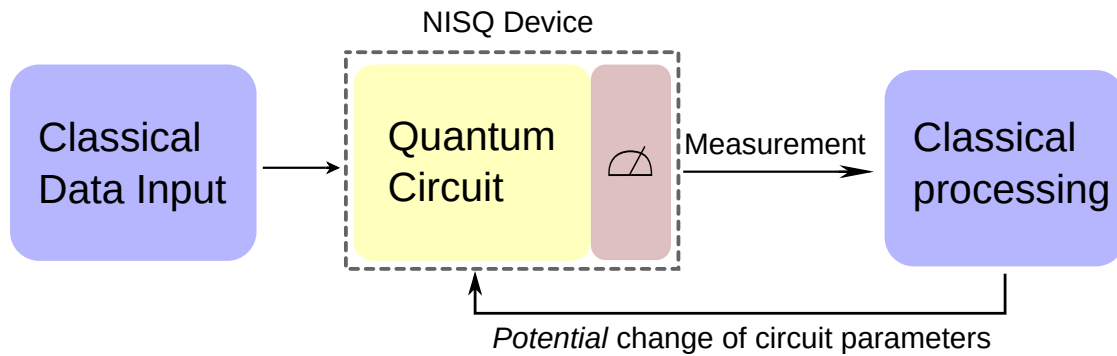 NISQ Device
Classical
Data Input
Quantum
Circuit
Measurement
Classical
processing
Potential change of circuit parameters